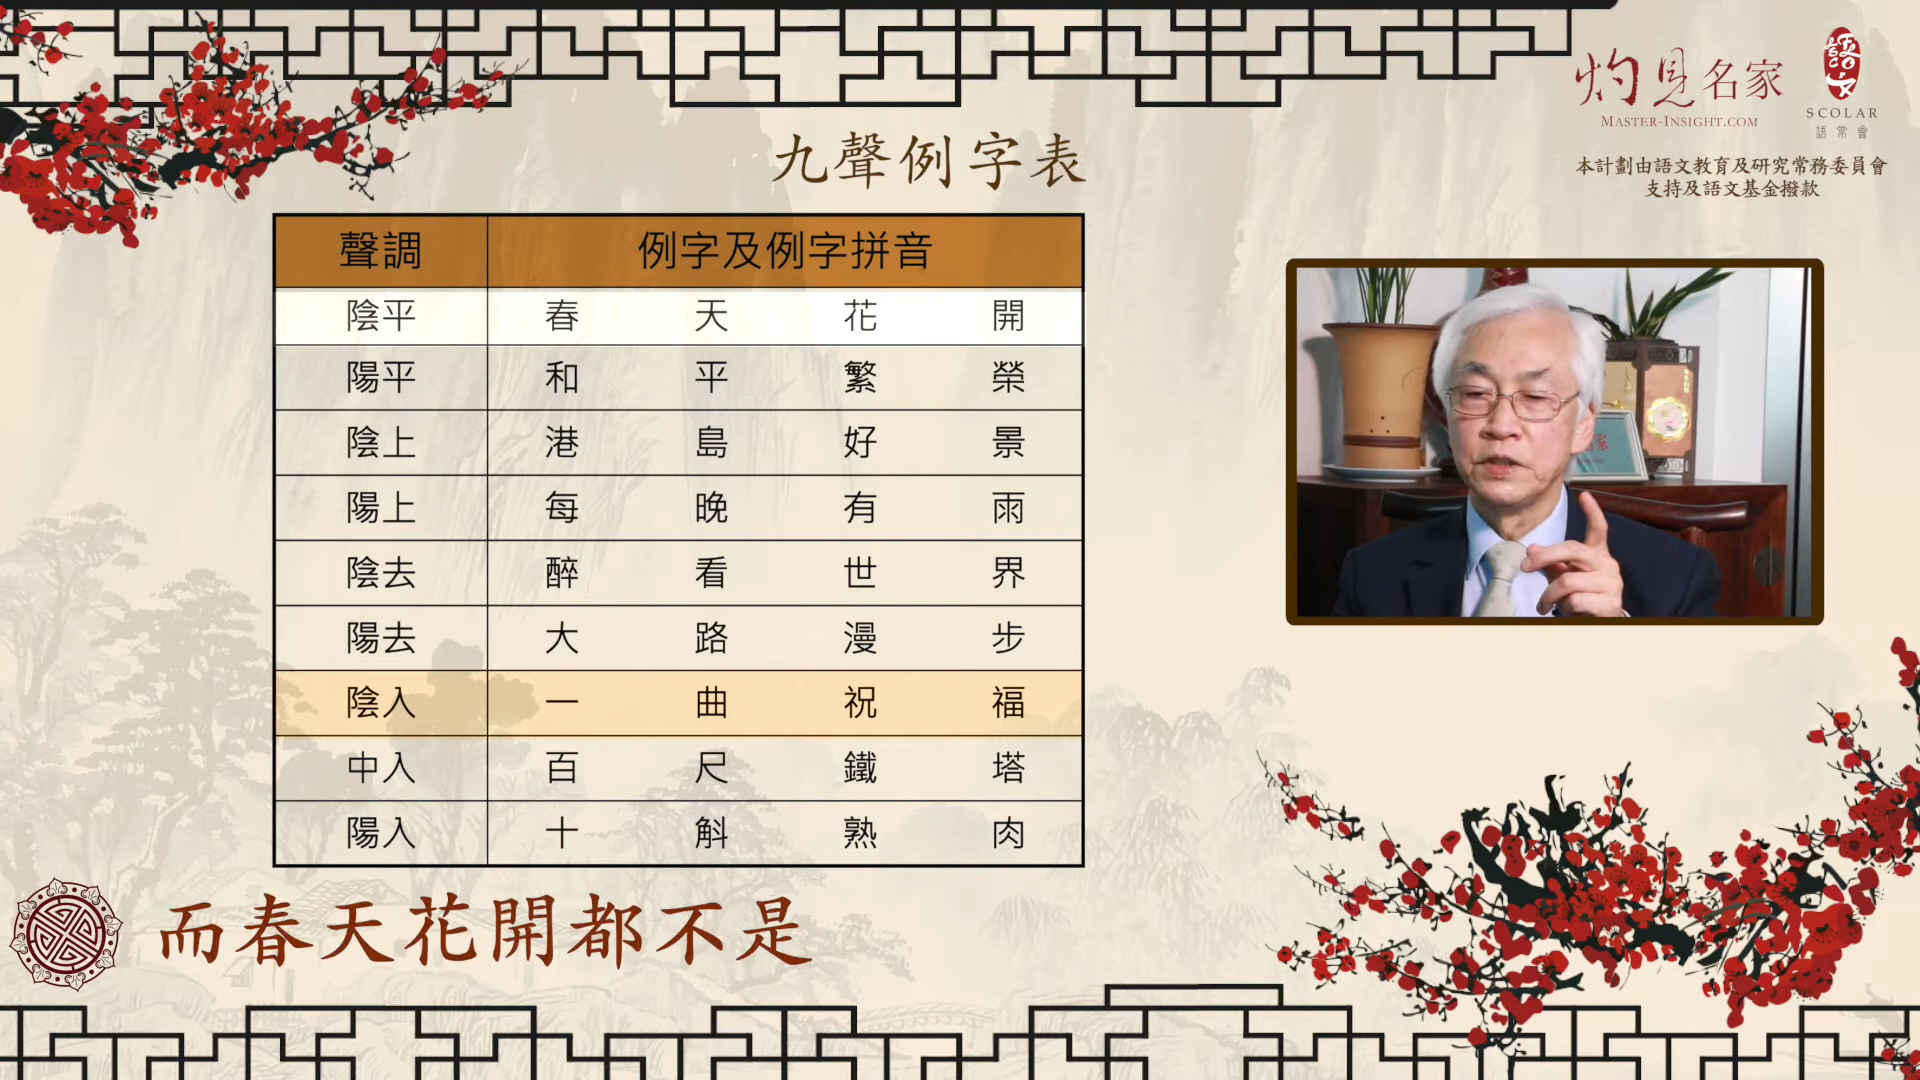 灼見名家
MASTER-INSIGHT.COM
語文
SCOLAR
語常會
本計劃由語文教育及研究常務委員會
支持及語文基金撥款
九聲例字表
聲調 例字及例字拼音
陰平 春 天 花 開
陽平 和 平 繁 榮
陰上 港 島 好 景
陽上 每 晚 有 雨
陰去 醉 看 世 界
陽去 大 路 漫 步
陰入 一 曲 祝 福
中入 百 尺 鐵 塔
陽入 十 斛 熟 肉
而春天花開都不是